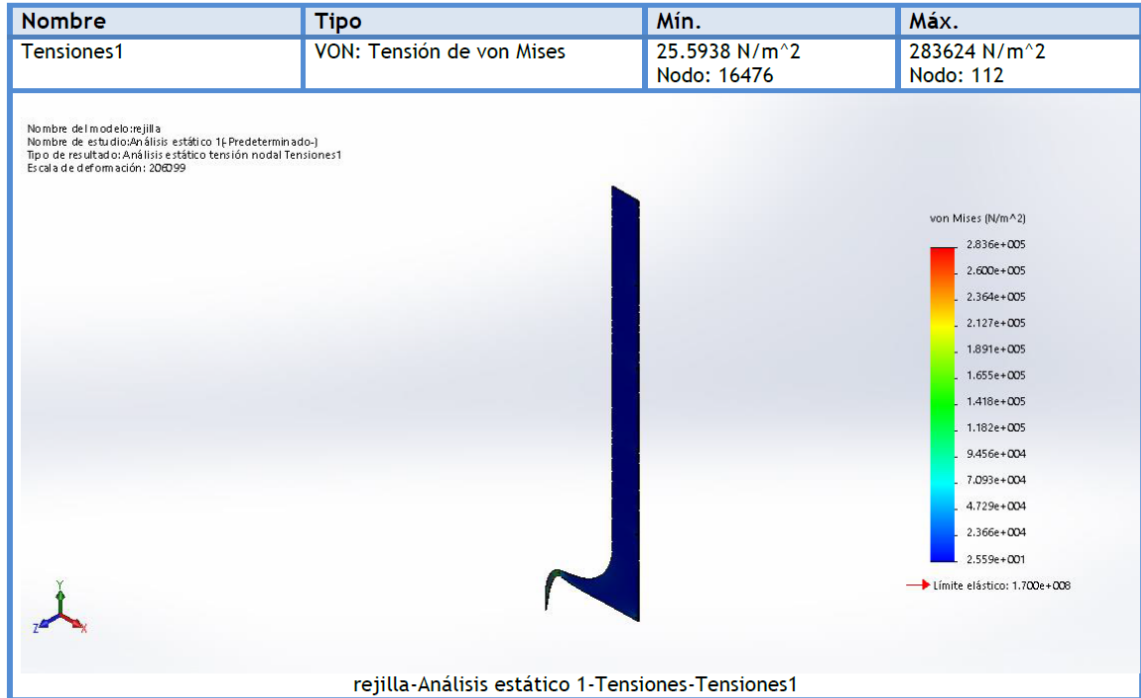 Nombre Tipo Mín. Máx.
Tensiones1 VON: Tensión de von Mises 25.5938 N/m^2 283624 N/m^2
Nodo: 16476 Nodo: 112
Nombre del modelo:rejilla
Nombre de estudio:Análisis estático 1(-Predeterminado-)
Tipo de resultado: Análisis estático tensión nodal Tensiones1
Escala de deformación: 206099
von Mises (N/m^2)
2.836e+005
2.600e+005
2.364e+005
2.127e+005
1.891e+005
1.655e+005
1.418e+005
1.182e+005
9.456e+004
7.093e+004
4.729e+004
2.366e+004
2.559e+001
Límite elástico: 1.700e+008
Y
Z X
rejilla-Análisis estático 1-Tensiones-Tensiones1